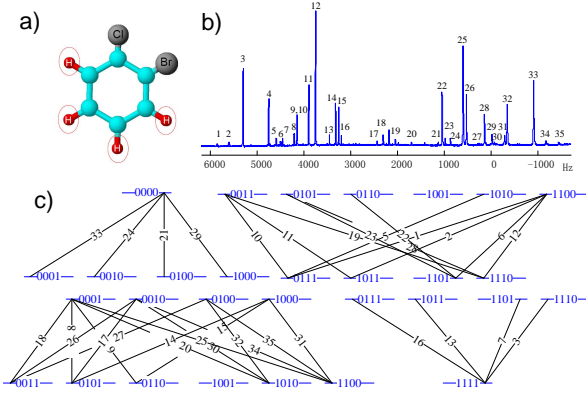 a)
Cl
Br
H
H
H
H
b)
1 2 3 4 5 6 7 8 9, 10 11 12 13 14 15 16 17 18 19 20 21 22 23 24 25 26 27 28 29 30 31 32 33 34 35
6000 5000 4000 3000 2000 1000 0 −1000 Hz
c)
0000 0011 0101 0110 1001 1010 1100
33 24 21 29 10 11 19 23 5 22 1 28 2 6 12
0001 0010 0100 1000 0111 1011 1101 1110
0001 0010 0100 1000 0111 1011 1101 1110
18 26 8 17 9 27 14 20 25 30 32 34 35 31 16 13 7 3
0011 0101 0110 1001 1010 1100 1111